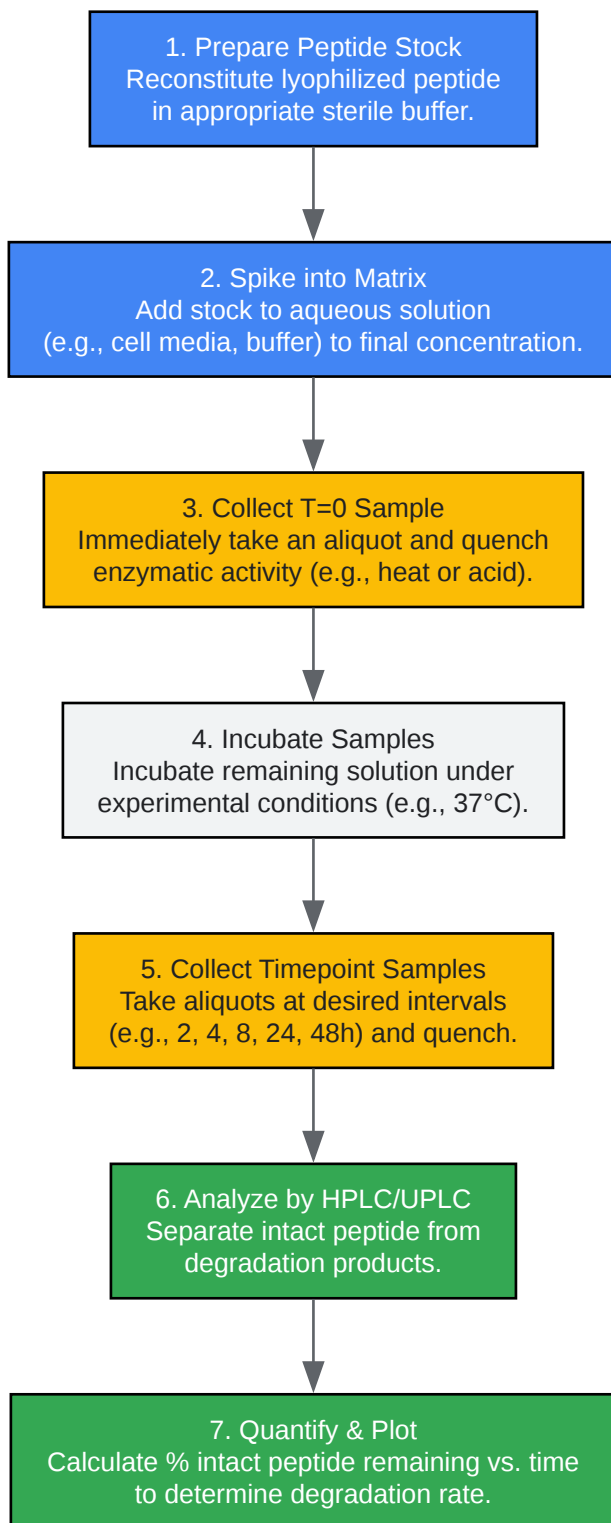 1. Prepare Peptide Stock
Reconstitute lyophilized peptide
in appropriate sterile buffer.
2. Spike into Matrix
Add stock to aqueous solution
(e.g., cell media, buffer) to final concentration.
3. Collect T=0 Sample
Immediately take an aliquot and quench
enzymatic activity (e.g., heat or acid).
4. Incubate Samples
Incubate remaining solution under
experimental conditions (e.g., 37°C).
5. Collect Timepoint Samples
Take aliquots at desired intervals
(e.g., 2, 4, 8, 24, 48h) and quench.
6. Analyze by HPLC/UPLC
Separate intact peptide from
degradation products.
7. Quantify & Plot
Calculate % intact peptide remaining vs. time
to determine degradation rate.